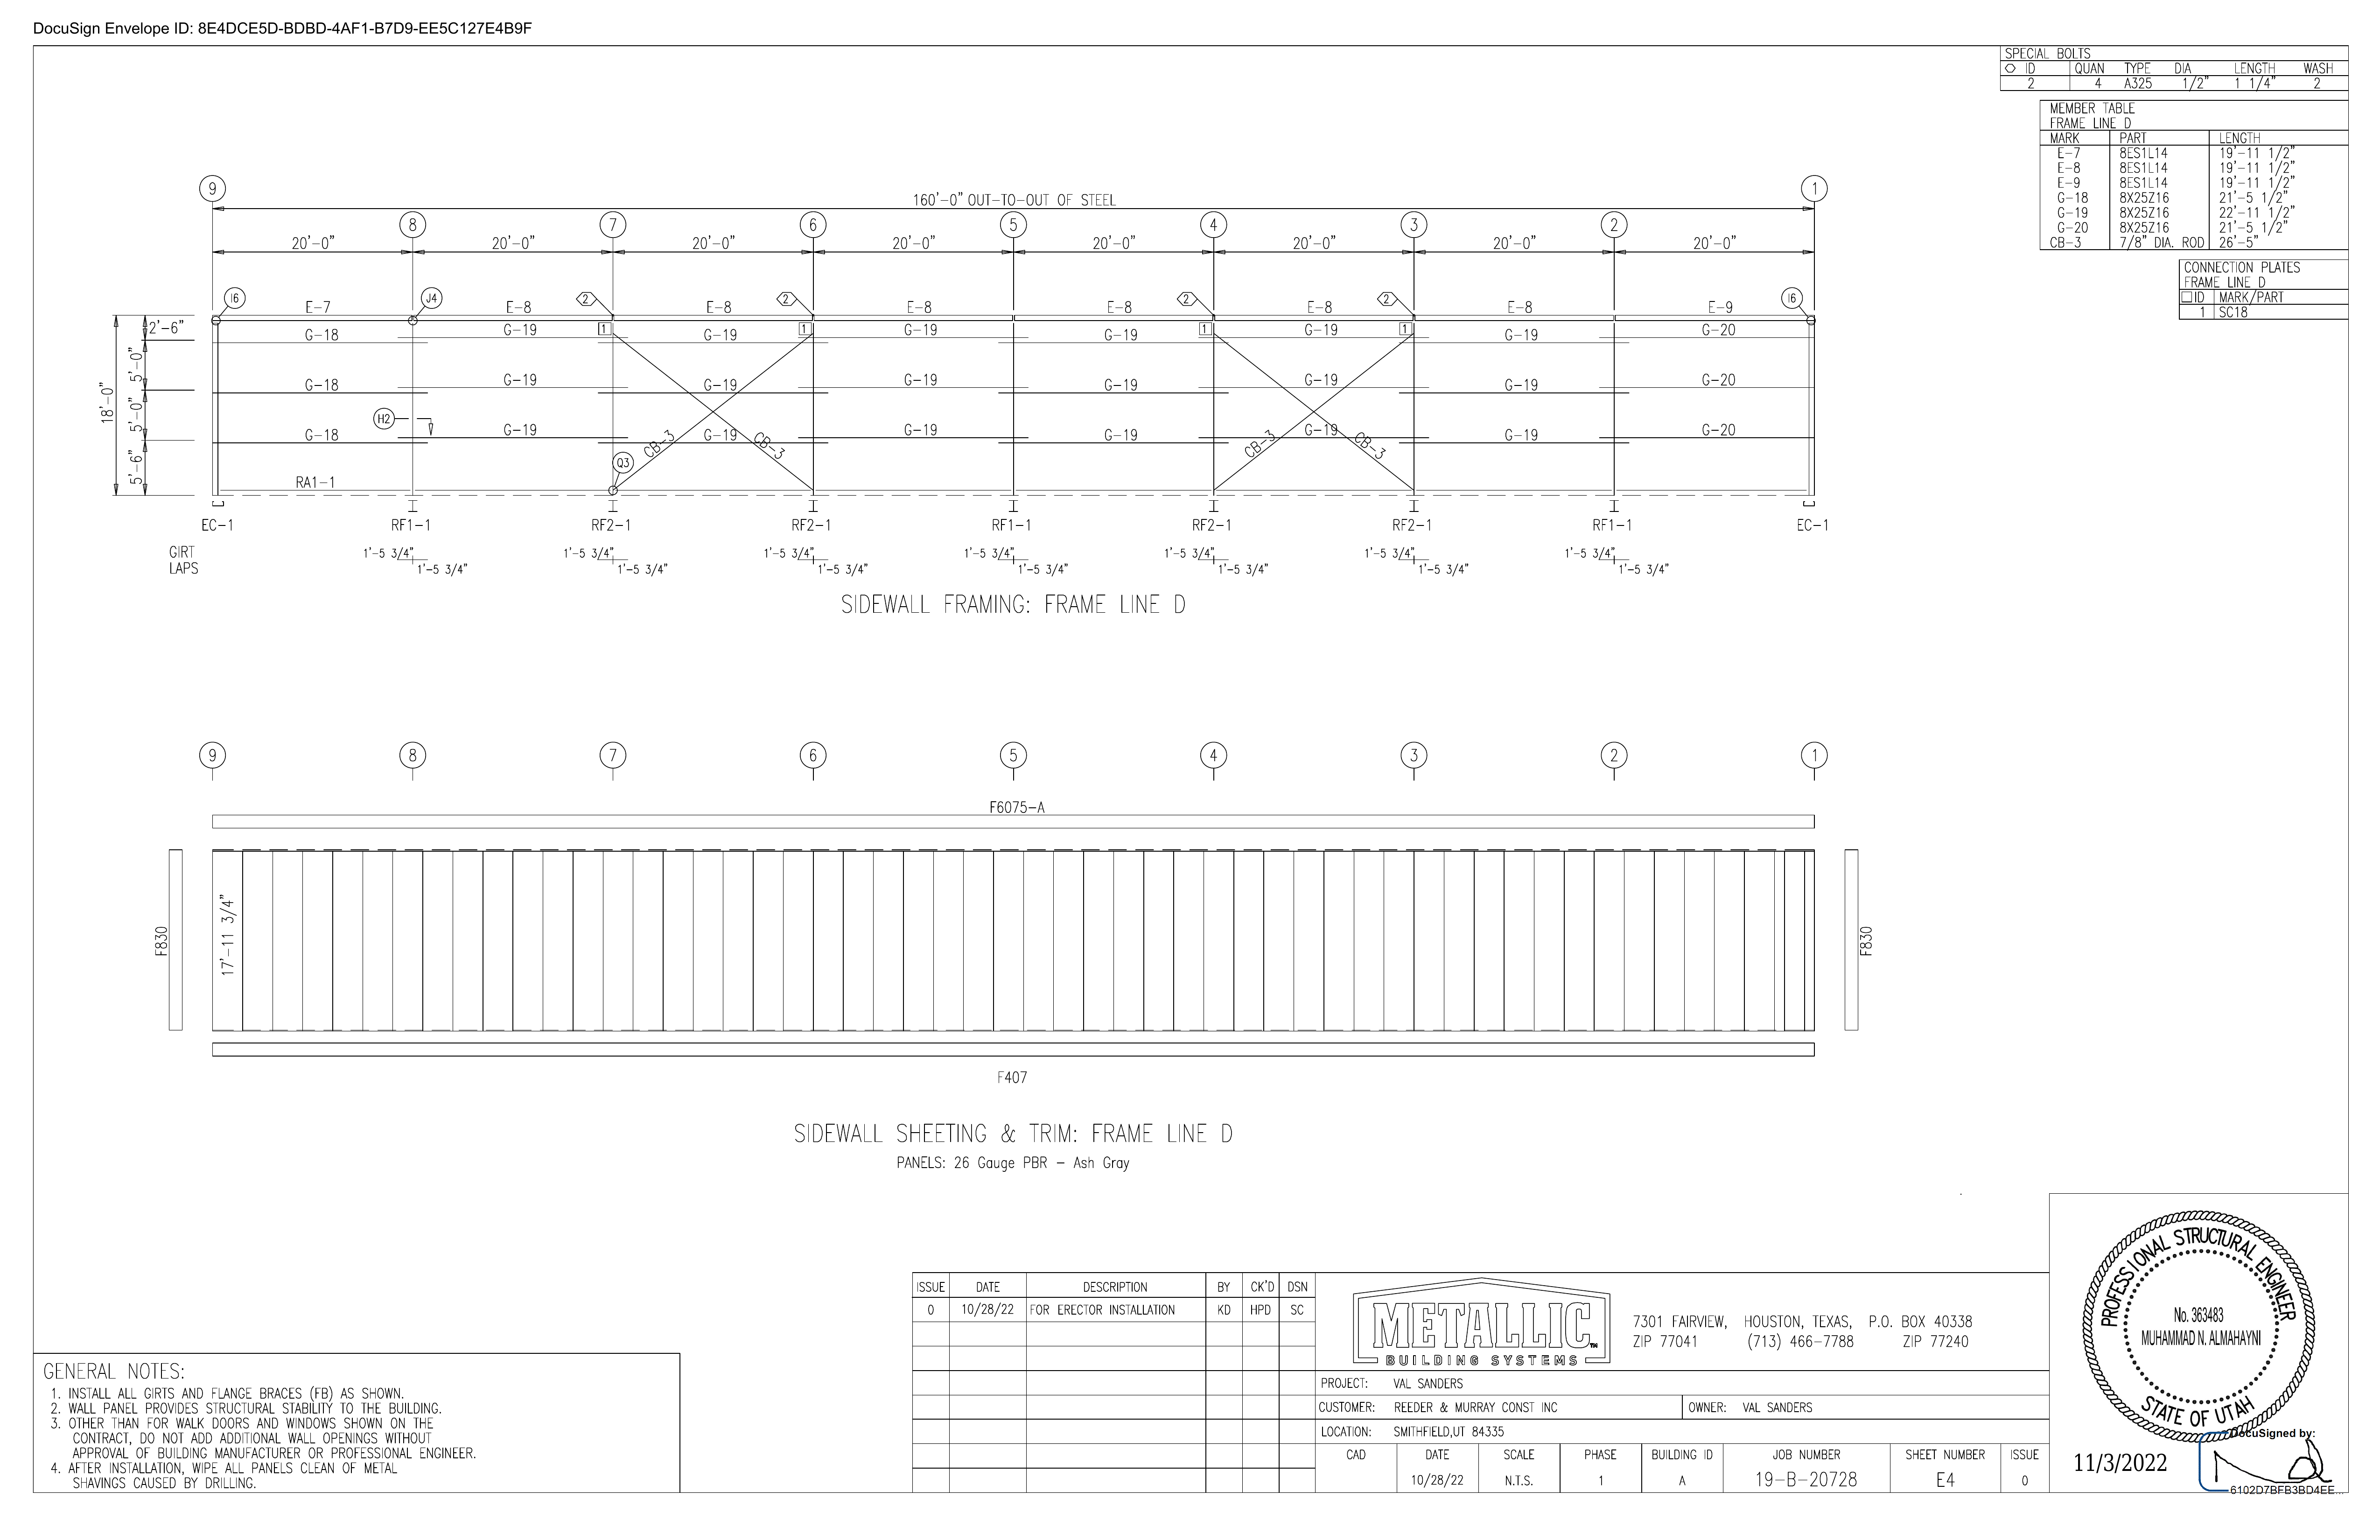 DocuSign Envelope ID: 8E4DCE5D-BDBD-4AF1-B7D9-EE5C127E4B9F
SPECIAL BOLTS
ID QUAN TYPE DIA LENGTH WASH
2 4 A325 1/2" 1 1/4" 2
MEMBER TABLE
FRAME LINE D
MARK PART LENGTH
E-7 8ES1L14 19'-11 1/2"
E-8 8ES1L14 19'-11 1/2"
E-9 8ES1L14 19'-11 1/2"
G-18 8X25Z16 21'-5 1/2"
G-19 8X25Z16 22'-11 1/2"
G-20 8X25Z16 21'-5 1/2"
CB-3 7/8" DIA. ROD 26'-5"
CONNECTION PLATES
FRAME LINE D
ID MARK/PART
1 SC18
9 1
160'-0" OUT-TO-OUT OF STEEL
8 7 6 5 4 3 2
20'-0" 20'-0" 20'-0" 20'-0" 20'-0" 20'-0" 20'-0" 20'-0"
I6 J4 2 2 2 2 I6
E-7 E-8 E-8 E-8 E-8 E-8 E-8 E-9
2'-6" 1 1 1 1
G-18 G-19 G-19 G-19 G-19 G-19 G-19 G-20
5'-0"
G-18 G-19 G-19 G-19 G-19 G-19 G-19 G-20
18'-0" 5'-0"
H2
G-18 G-19 CB-3 G-19 CB-3 G-19 G-19 CB-3 G-19 CB-3 G-19 G-20
5'-6" Q3
RA1-1
EC-1 RF1-1 RF2-1 RF2-1 RF1-1 RF2-1 RF2-1 RF1-1 EC-1
GIRT 1'-5 3/4" 1'-5 3/4" 1'-5 3/4" 1'-5 3/4" 1'-5 3/4" 1'-5 3/4" 1'-5 3/4"
LAPS 1'-5 3/4" 1'-5 3/4" 1'-5 3/4" 1'-5 3/4" 1'-5 3/4" 1'-5 3/4" 1'-5 3/4"
SIDEWALL FRAMING: FRAME LINE D
9 8 7 6 5 4 3 2 1
F6075-A
F830 17'-11 3/4" F830
F407
SIDEWALL SHEETING & TRIM: FRAME LINE D
PANELS: 26 Gauge PBR - Ash Gray
GENERAL NOTES:
1. INSTALL ALL GIRTS AND FLANGE BRACES (FB) AS SHOWN.
2. WALL PANEL PROVIDES STRUCTURAL STABILITY TO THE BUILDING.
3. OTHER THAN FOR WALK DOORS AND WINDOWS SHOWN ON THE
CONTRACT, DO NOT ADD ADDITIONAL WALL OPENINGS WITHOUT
APPROVAL OF BUILDING MANUFACTURER OR PROFESSIONAL ENGINEER.
4. AFTER INSTALLATION, WIPE ALL PANELS CLEAN OF METAL
SHAVINGS CAUSED BY DRILLING.
ISSUE DATE DESCRIPTION BY CK'D DSN
0 10/28/22 FOR ERECTOR INSTALLATION KD HPD SC
METALLIC TM
BUILDING SYSTEMS
7301 FAIRVIEW, HOUSTON, TEXAS, P.O. BOX 40338
ZIP 77041 (713) 466-7788 ZIP 77240
PROJECT: VAL SANDERS
CUSTOMER: REEDER & MURRAY CONST INC OWNER: VAL SANDERS
LOCATION: SMITHFIELD,UT 84335
CAD DATE SCALE PHASE BUILDING ID JOB NUMBER SHEET NUMBER ISSUE
10/28/22 N.T.S. 1 A 19-B-20728 E4 0
PROFESSIONAL STRUCTURAL ENGINEER
No. 363483
MUHAMMAD N. ALMAHAYNI
STATE OF UTAH
DocuSigned by:
11/3/2022
6102D7BFB3BD4EE...